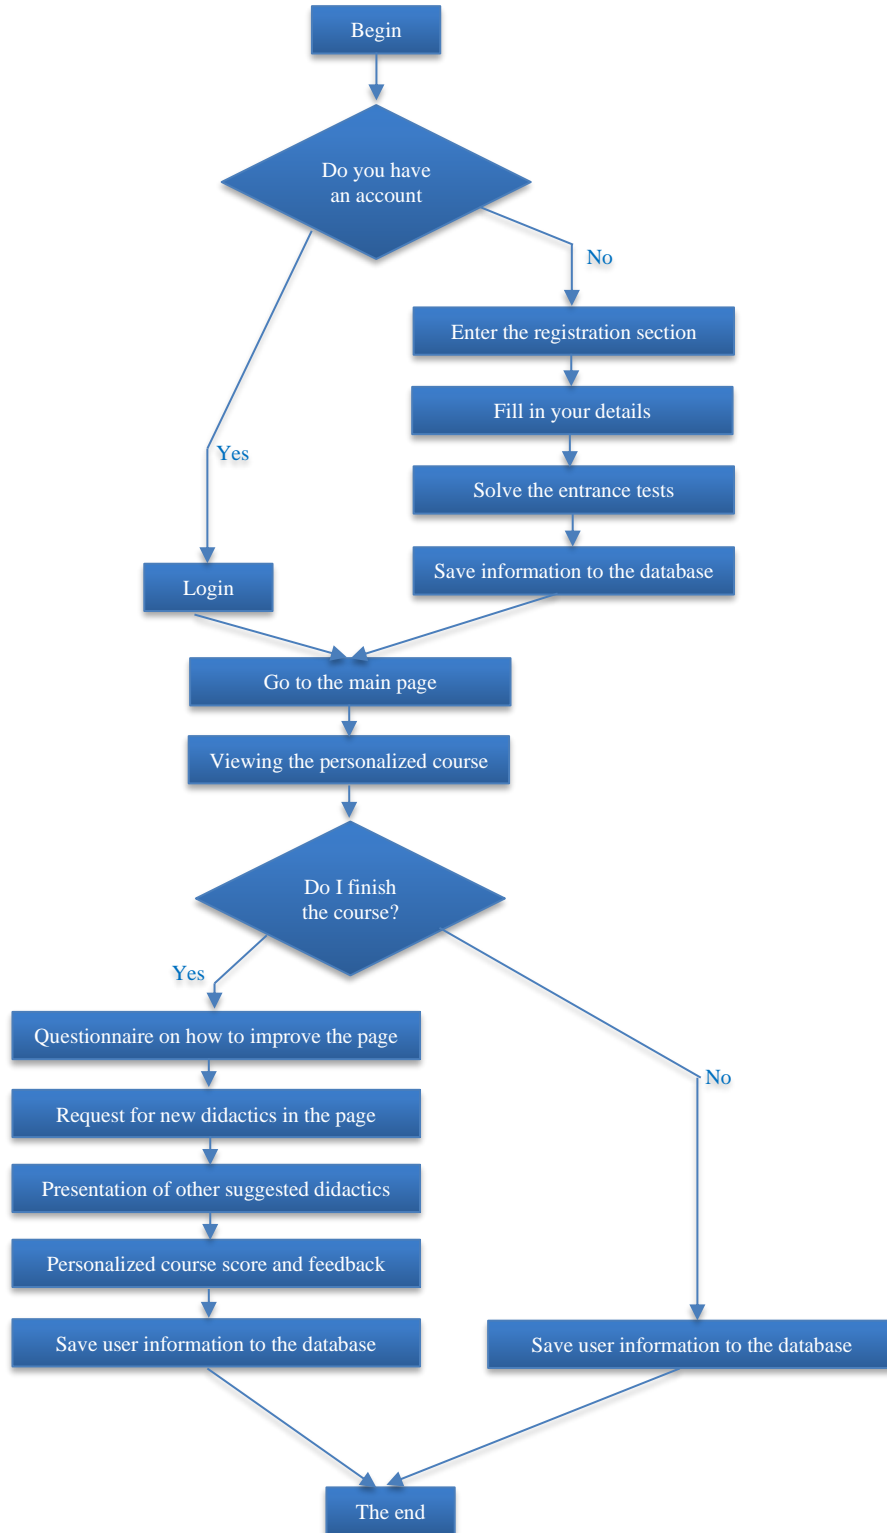 Begin
Do you have
an account
No
Enter the registration section
Fill in your details
Yes
Solve the entrance tests
Save information to the database
Login
Go to the main page
Viewing the personalized course
Do I finish
the course?
Yes
Questionnaire on how to improve the page
No
Request for new didactics in the page
Presentation of other suggested didactics
Personalized course score and feedback
Save user information to the database
Save user information to the database
The end